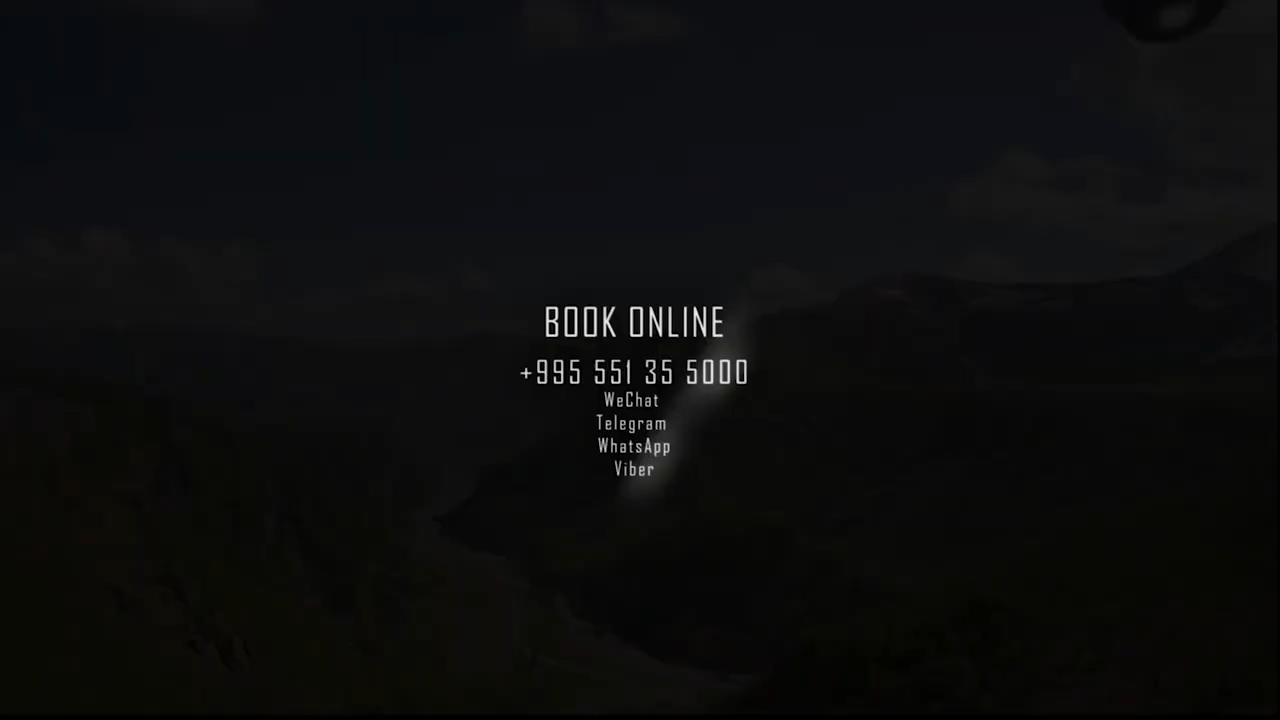 BOOK ONLINE
+995 551 35 5000
WeChat
Telegram
WhatsApp
Viber